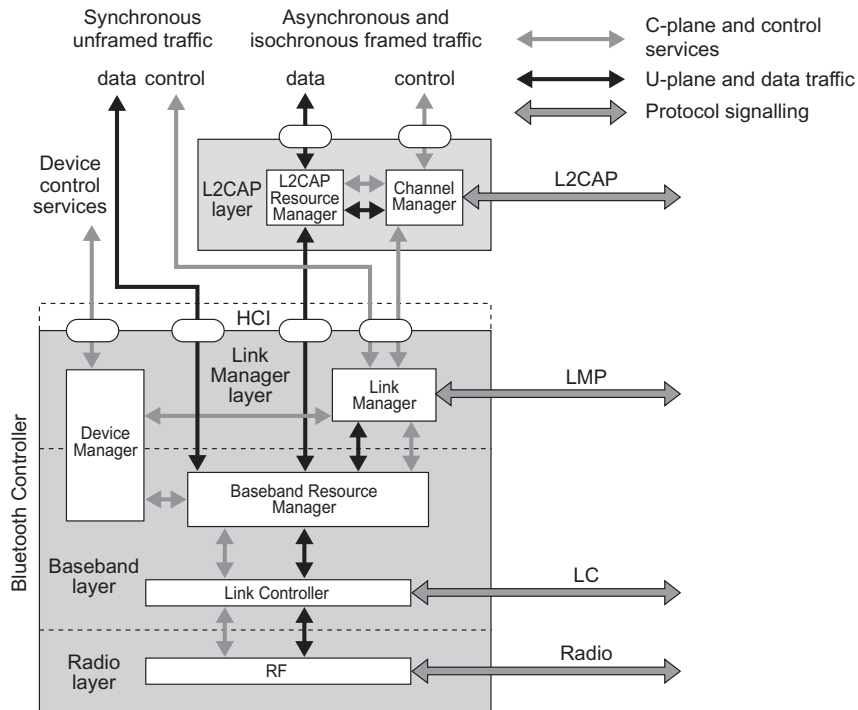 Synchronous
unframed traffic
Asynchronous and
isochronous framed traffic
C-plane and control
services
U-plane and data traffic
Protocol signalling
data control
data
control
Device
control
services
L2CAP
layer
L2CAP
Resource
Manager
Channel
Manager
L2CAP
HCI
Link
Manager
layer
Link
Manager
LMP
Device
Manager
Bluetooth Controller
Baseband Resource
Manager
Baseband
layer
Link Controller
LC
Radio
layer
RF
Radio